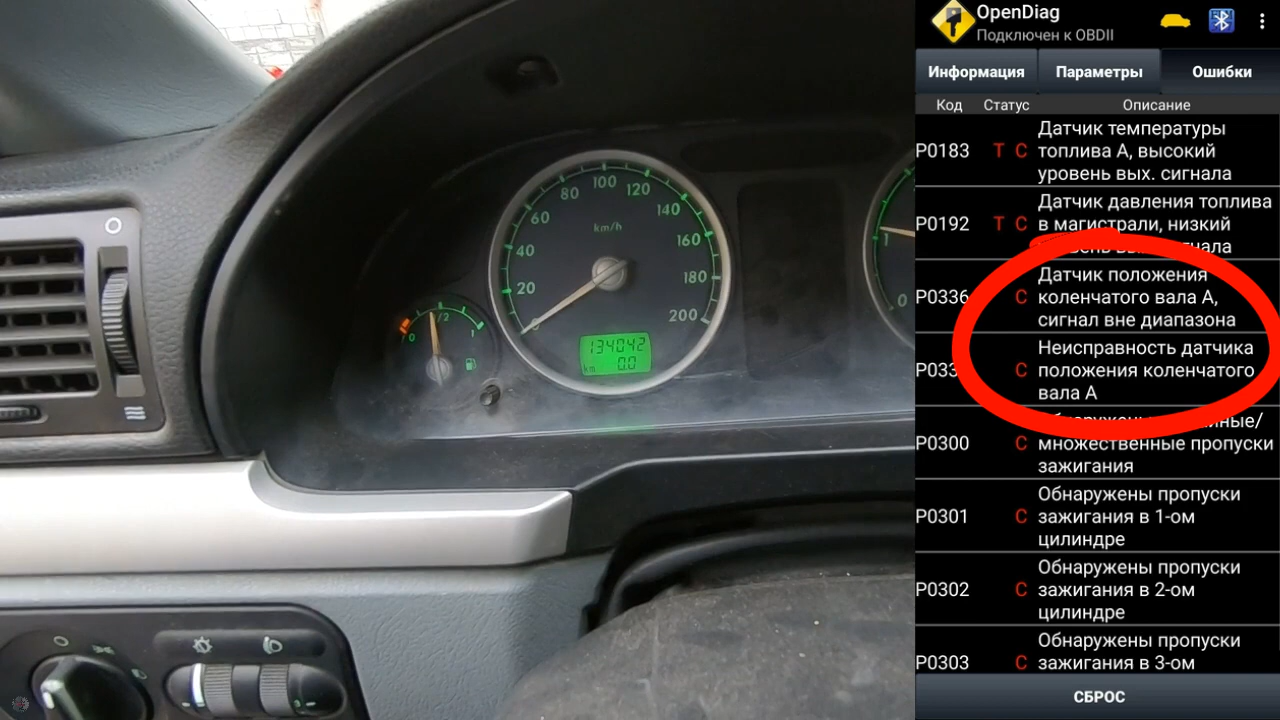 OpenDiag
Подключен к OBDII
Информация
Параметры
Ошибки
Код
Статус
Описание
P0183
T C
Датчик температуры
топлива А, высокий
уровень вых. сигнала
P0192
T C
Датчик давления топлива
в магистрали, низкий
P0336
C
Датчик положения
коленчатого вала А,
сигнал вне диапазона
C
Неисправность датчика
положения коленчатого
вала А
P0300
C
множественные пропуски
зажигания
P0301
C
Обнаружены пропуски
зажигания в 1-ом
цилиндре
P0302
C
Обнаружены пропуски
зажигания в 2-ом
цилиндре
P0303
C
Обнаружены пропуски
зажигания в 3-ом
СБРОС
20
40
60
80
100
120
140
160
180
200
km/h
134042
km 0.0
0
1/2
1
1
0